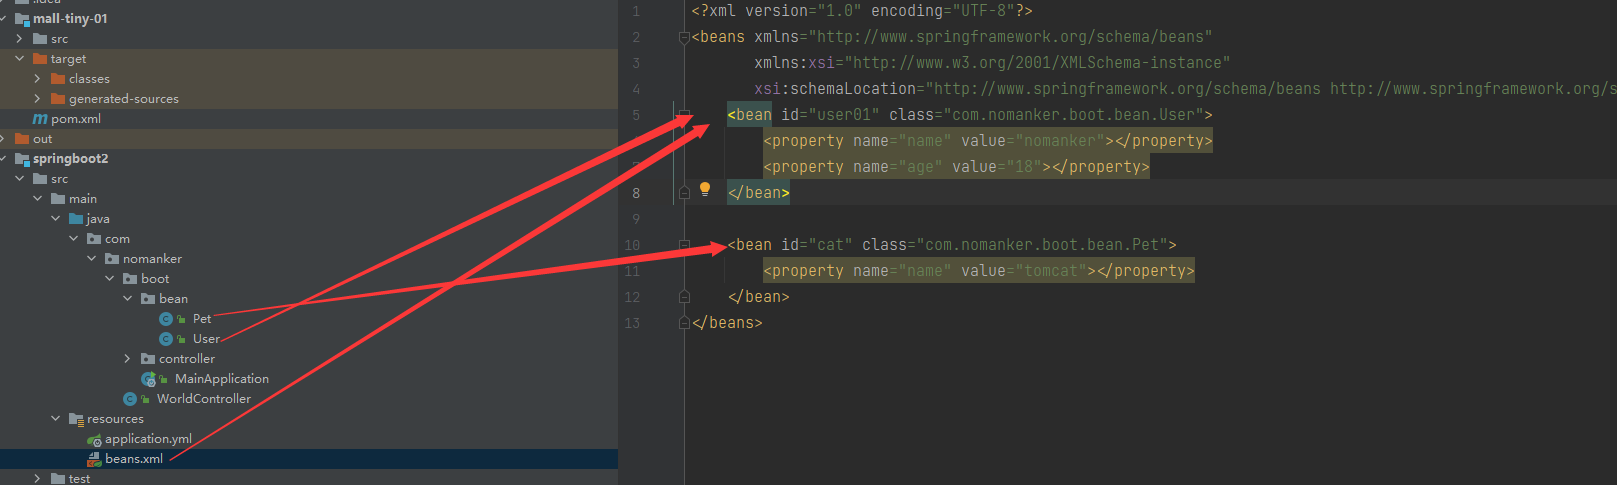 .idea
mall-tiny-01
src
target
classes
generated-sources
pom.xml
out
springboot2
src
main
java
com
nomanker
boot
bean
Pet
User
controller
MainApplication
WorldController
resources
application.yml
beans.xml
test
1 <?xml version="1.0" encoding="UTF-8"?>
2 <beans xmlns="http://www.springframework.org/schema/beans"
3 xmlns:xsi="http://www.w3.org/2001/XMLSchema-instance"
4 xsi:schemaLocation="http://www.springframework.org/schema/beans http://www.springframework.org/s
5 <bean id="user01" class="com.nomanker.boot.bean.User">
<property name="name" value="nomanker"></property>
7 <property name="age" value="18"></property>
8 </bean>
9
10 <bean id="cat" class="com.nomanker.boot.bean.Pet">
11 <property name="name" value="tomcat"></property>
12 </bean>
13 </beans>